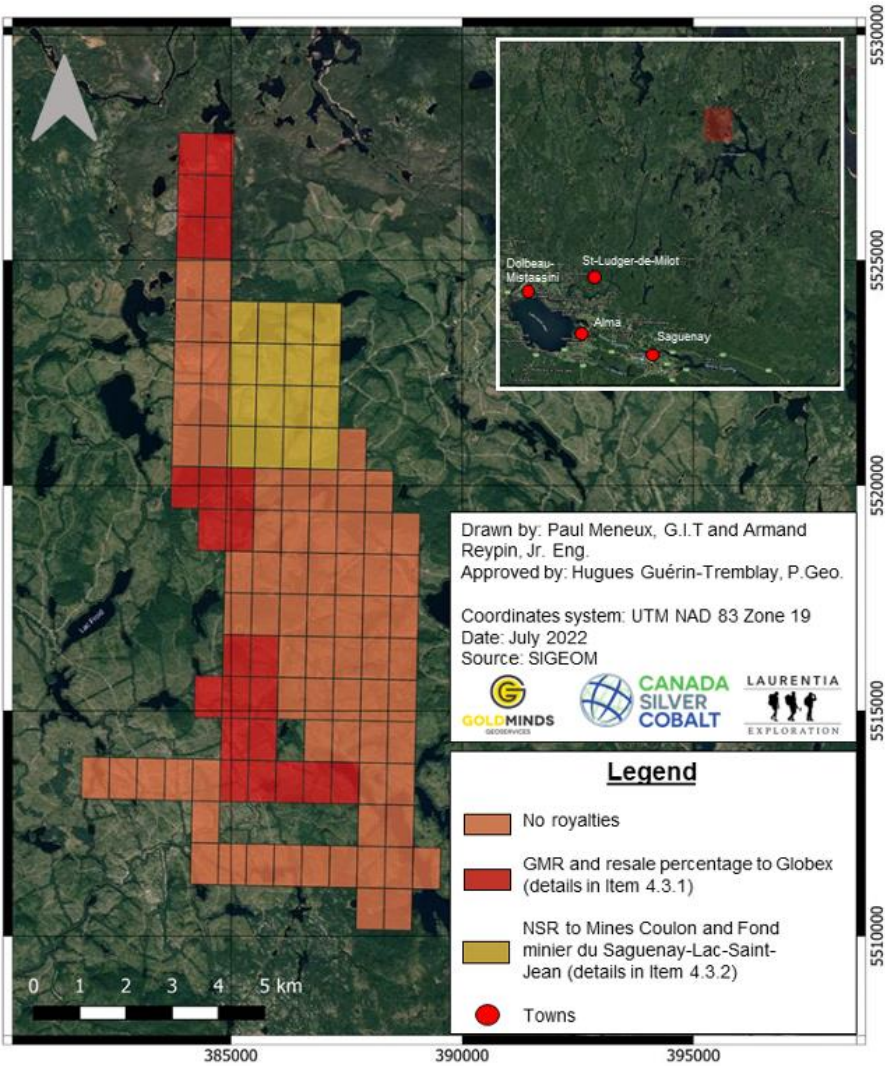 5530000
5525000
5520000
5515000
5510000
Dolbeau-
Mistassini
St-Ludger-de-Milot
Alma
Saguenay
Lac Froid
Drawn by: Paul Meneux, G.I.T and Armand
Reypin, Jr. Eng.
Approved by: Hugues Guérin-Tremblay, P.Geo.
Coordinates system: UTM NAD 83 Zone 19
Date: July 2022
Source: SIGEOM
GOLDMINDS
GEOSERVICES
CANADA
SILVER
COBALT
LAURENTIA
EXPLORATION
Legend
No royalties
GMR and resale percentage to Globex
(details in Item 4.3.1)
NSR to Mines Coulon and Fond
minier du Saguenay-Lac-Saint-
Jean (details in Item 4.3.2)
Towns
0 1 2 3 4 5 km
385000 390000 395000